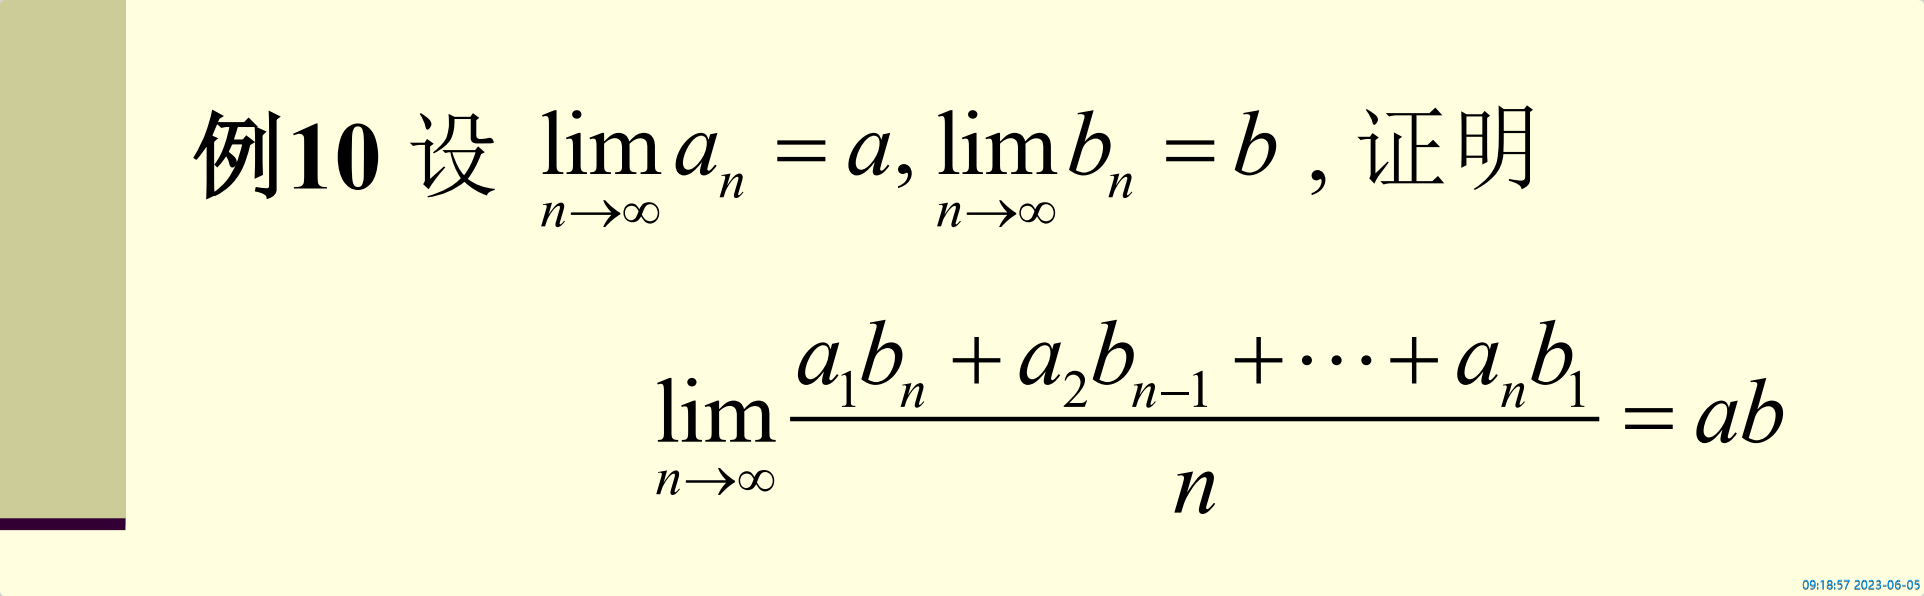 例10 设 lim_{n→∞} a_n = a, lim_{n→∞} b_n = b , 证明
lim_{n→∞} \frac{a_1b_n + a_2b_{n-1} + ⋯ + a_nb_1}{n} = ab
09:18:57 2023-06-05